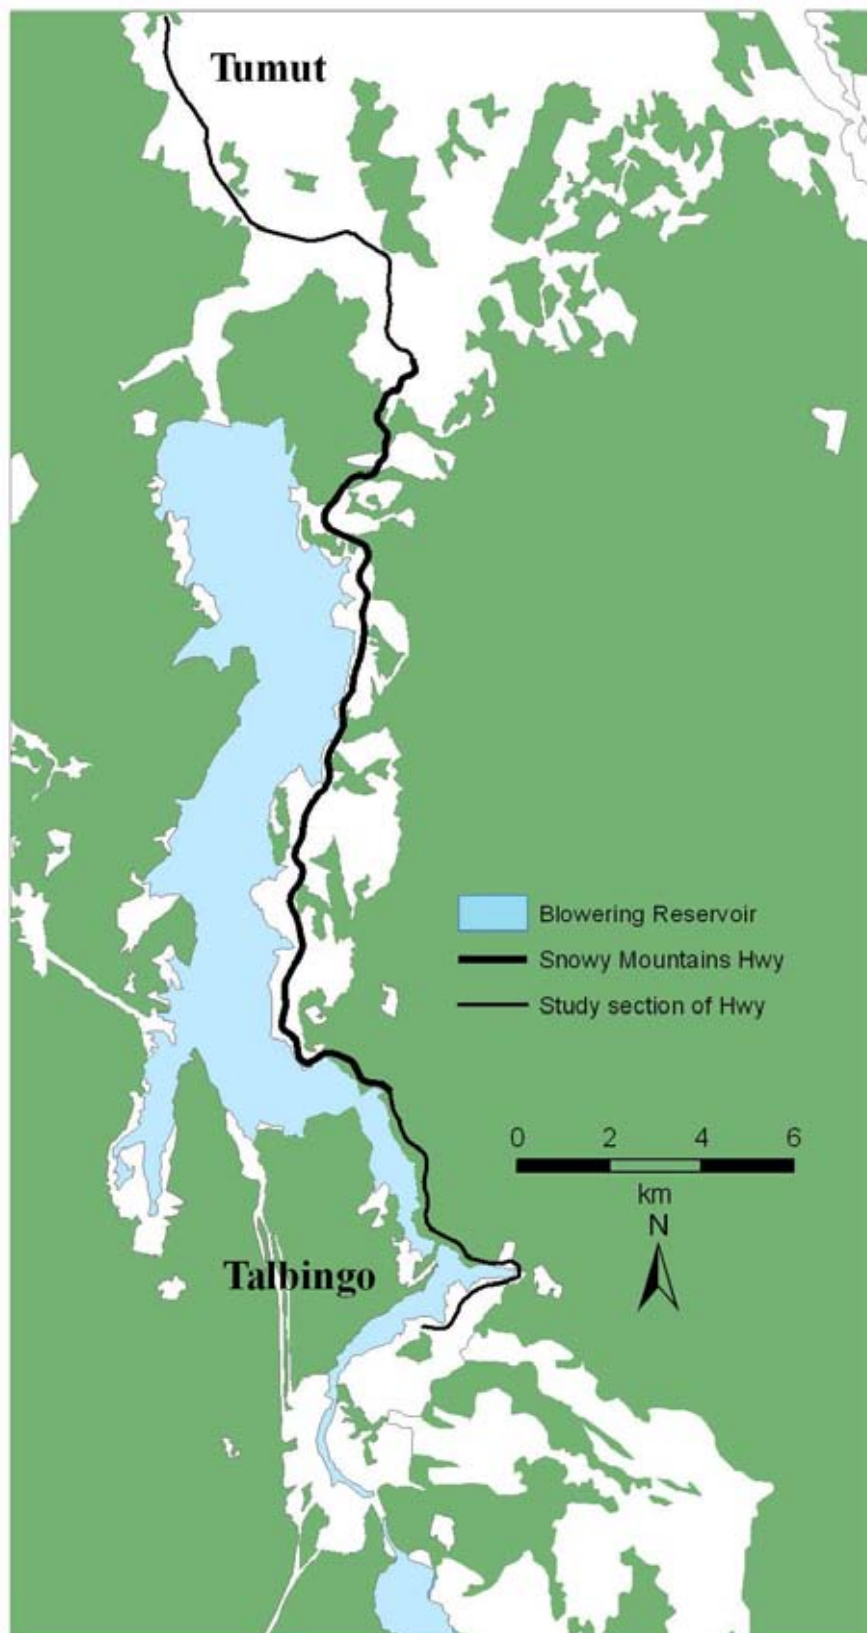 Tumut
Blowering Reservoir
Snowy Mountains Hwy
Study section of Hwy
0 2 4 6
km
N
Talbingo